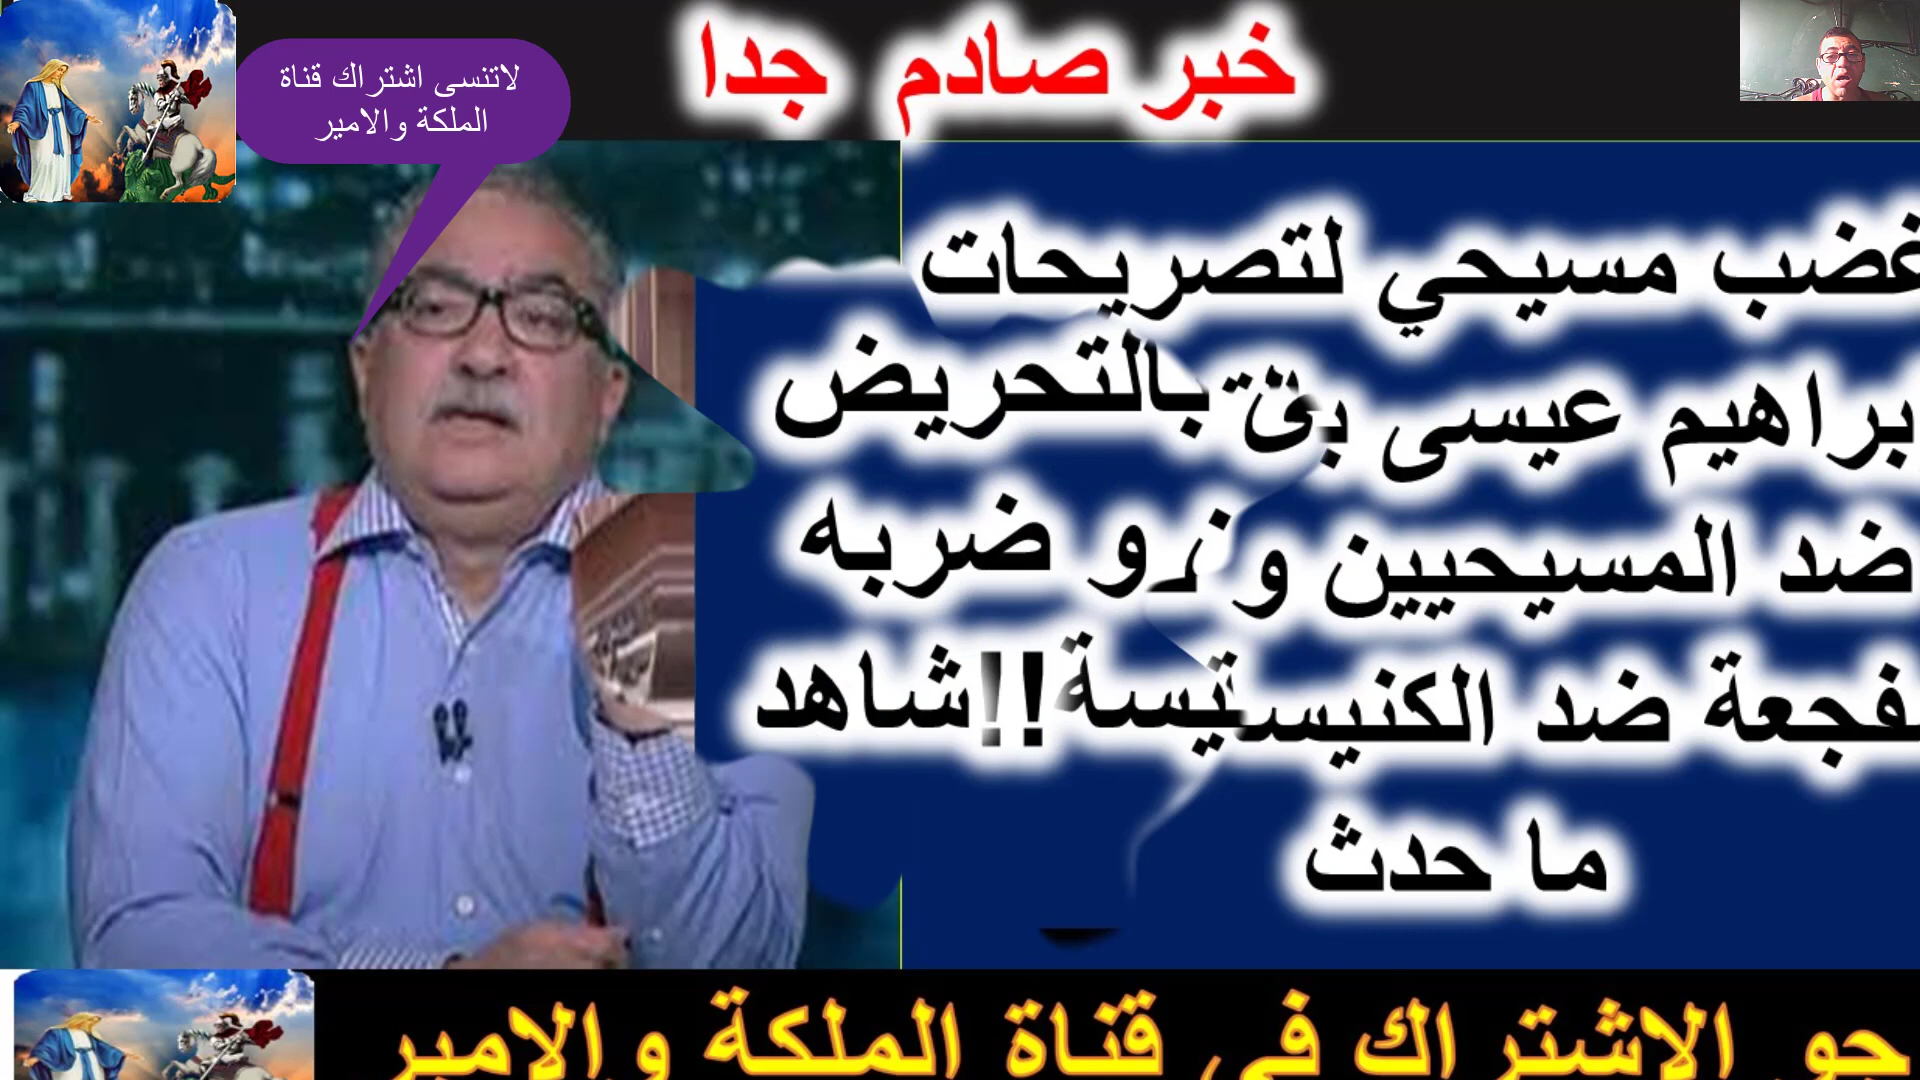 خبر صادم جدا
لاتنسى اشتراك قناة
الملكة والامير
غضب مسيحي لتصريحات
براهيم عيسى بالتحريض
ضد المسيحيين و ضربه
فجعة ضد الكنيسة!!شاهد
ما حدث
جو الاشتراك في قناة الملكة والامير